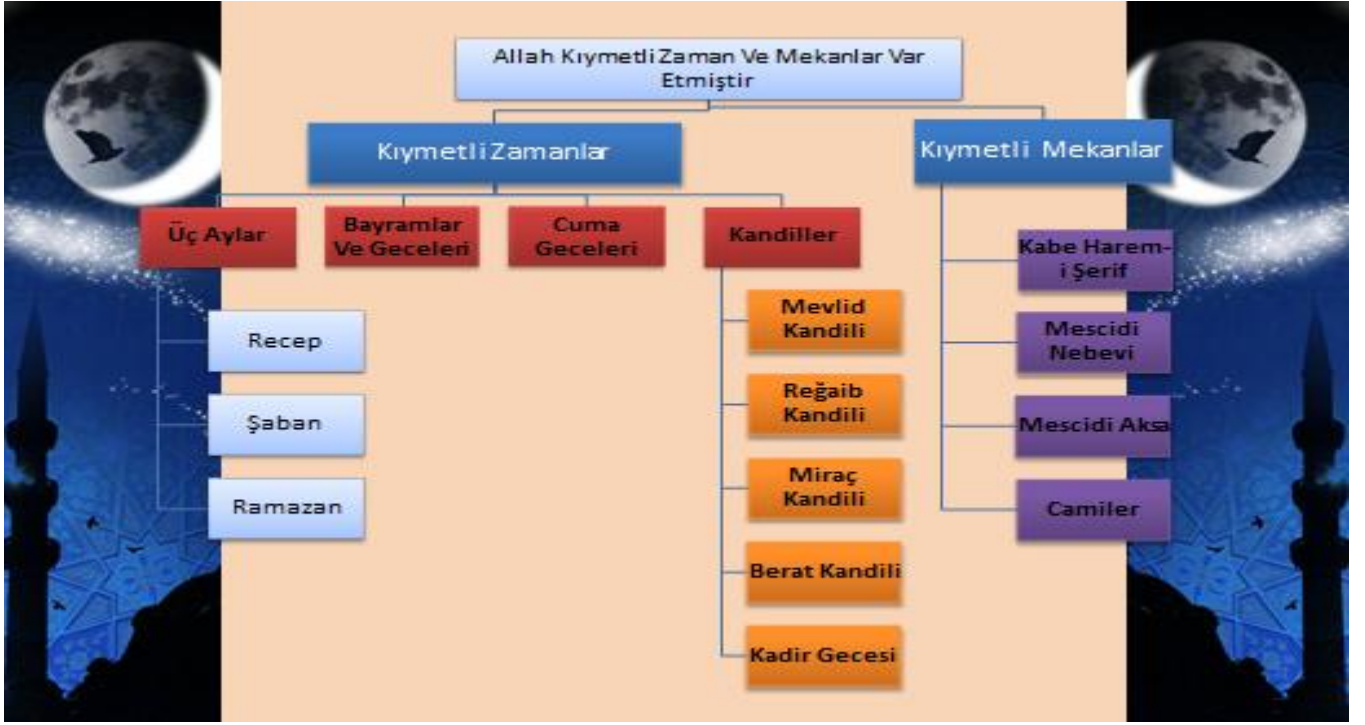 Allah Kıymetli Zaman Ve Mekanlar Var
Etmiştir
Kıymetli Zamanlar
Kıymetli Mekanlar
Üç Aylar
Bayramlar
Ve Geceleri
Cuma
Geceleri
Kandiller
Recep
Şaban
Ramazan
Mevlid
Kandili
Reğaib
Kandili
Miraç
Kandili
Berat Kandili
Kadir Gecesi
Kabe Harem-
i Şerif
Mescidi
Nebevi
Mescidi Aksa
Camiler